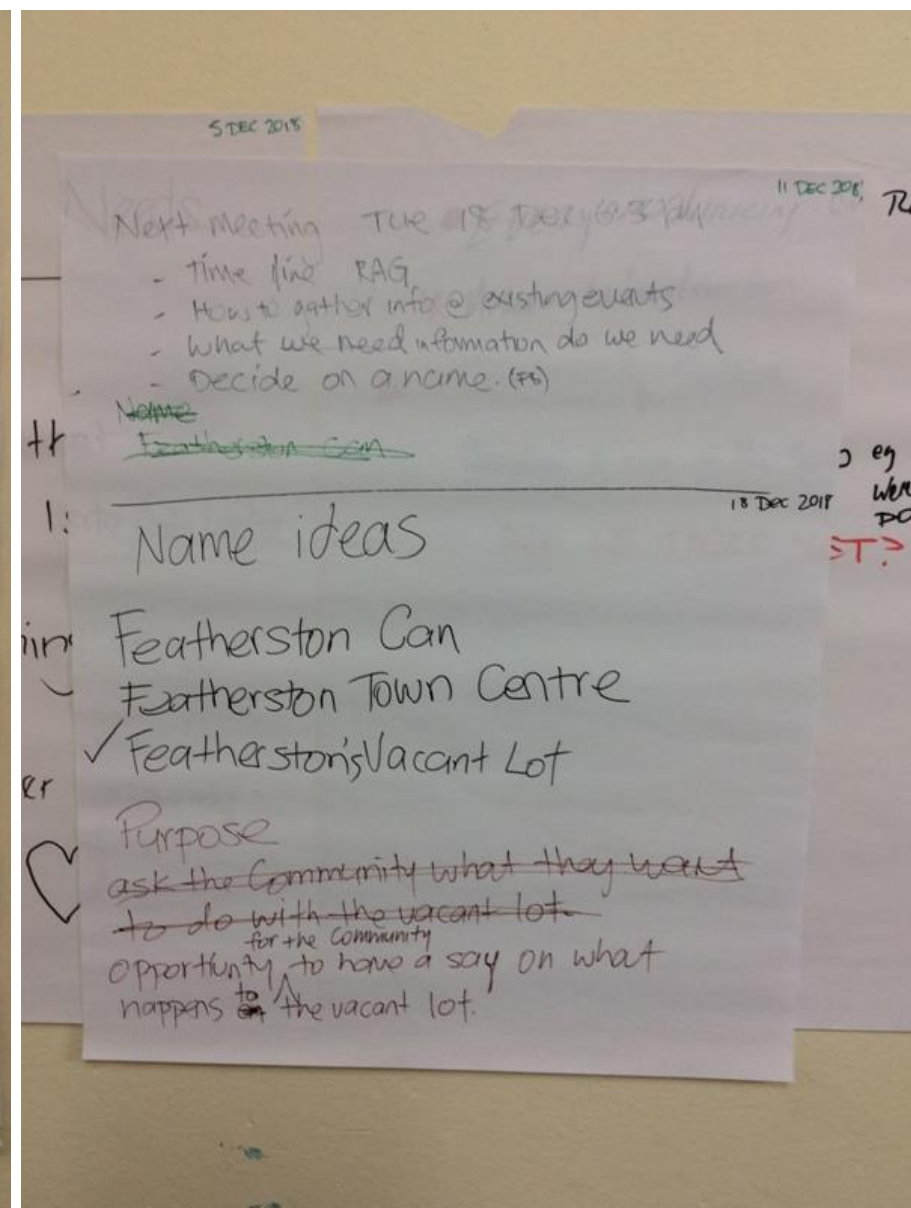 5 DEC 2018
11 DEC 201
Next meeting TUE 18 Dec
- Time line RAG
- How to gather info @ existing events
- What we need information do we need
- Decide on a name. (FB)
Name
Featherston Can
18 Dec 2018
Name ideas
Featherston Can
Featherston Town Centre
✓ Featherston's Vacant Lot
Purpose
ask the Community what they want
to do with the vacant lot.
for the Community
opportunity to have a say on what
happens to the vacant lot.
eg